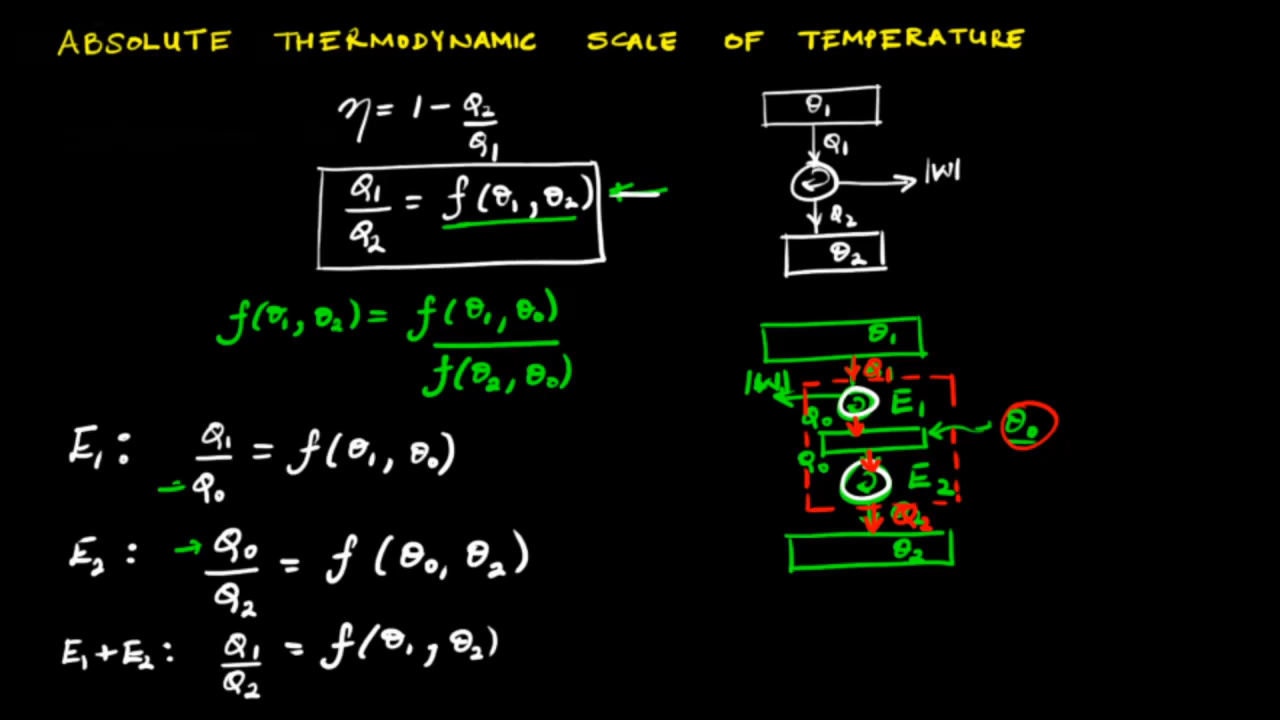 ABSOLUTE THERMODYNAMIC SCALE OF TEMPERATURE
η = 1 - Q₂/Q₁
Q₁/Q₂ = f(θ₁, θ₂)
f(θ₁, θ₂) = f(θ₁, θ₀)/f(θ₂, θ₀)
E₁: Q₁/Q₀ = f(θ₁, θ₀)
E₂: → Q₀/Q₂ = f(θ₀, θ₂)
E₁ + E₂: Q₁/Q₂ = f(θ₁, θ₂)
θ₁
Q₁
|W|
Q₂
θ₂
θ₁
Q₁
|W|
E₁
Q₀
θ₀
Q₀
E₂
Q₂
θ₂